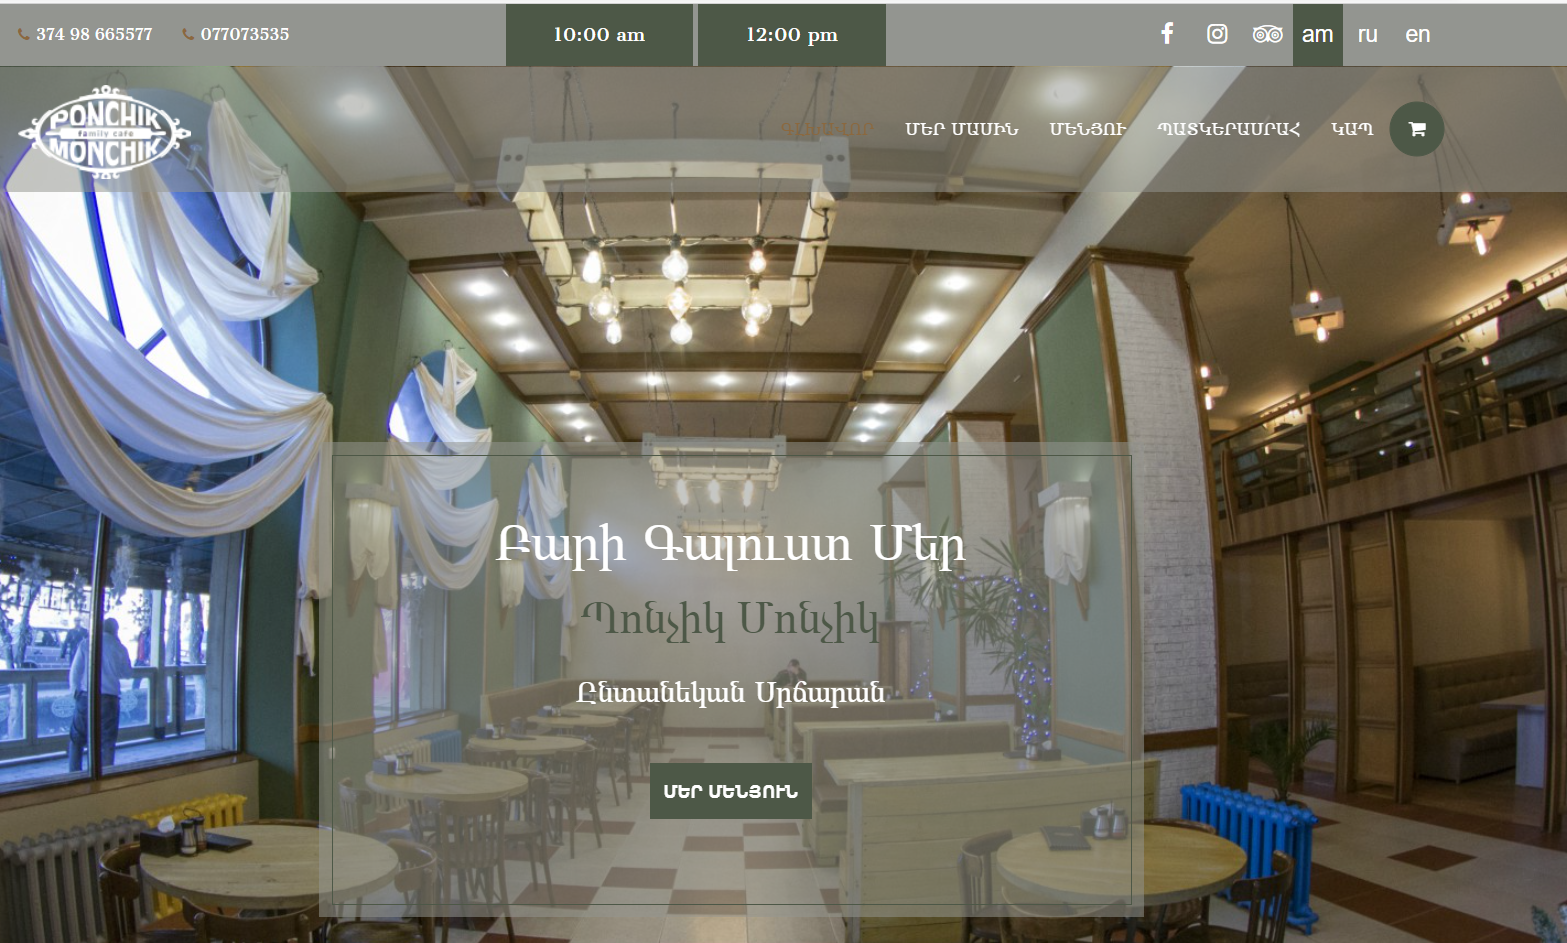 374 98 665577 077073535 10:00 am 12:00 pm am ru en
PONCHIK
family cafe
MONCHIK
ԳԼԽԱՎՈՐ ՄԵՐ ՄԱՍԻՆ ՄԵՆՅՈՒ ՊԱՏԿԵՐԱՍՐԱՀ ԿԱՊ
Բարի Գալուստ Մեր
Պոնչիկ Մոնչիկ
Ընտանեկան Սրճարան
ՄԵՐ ՄԵՆՅՈՒՆ